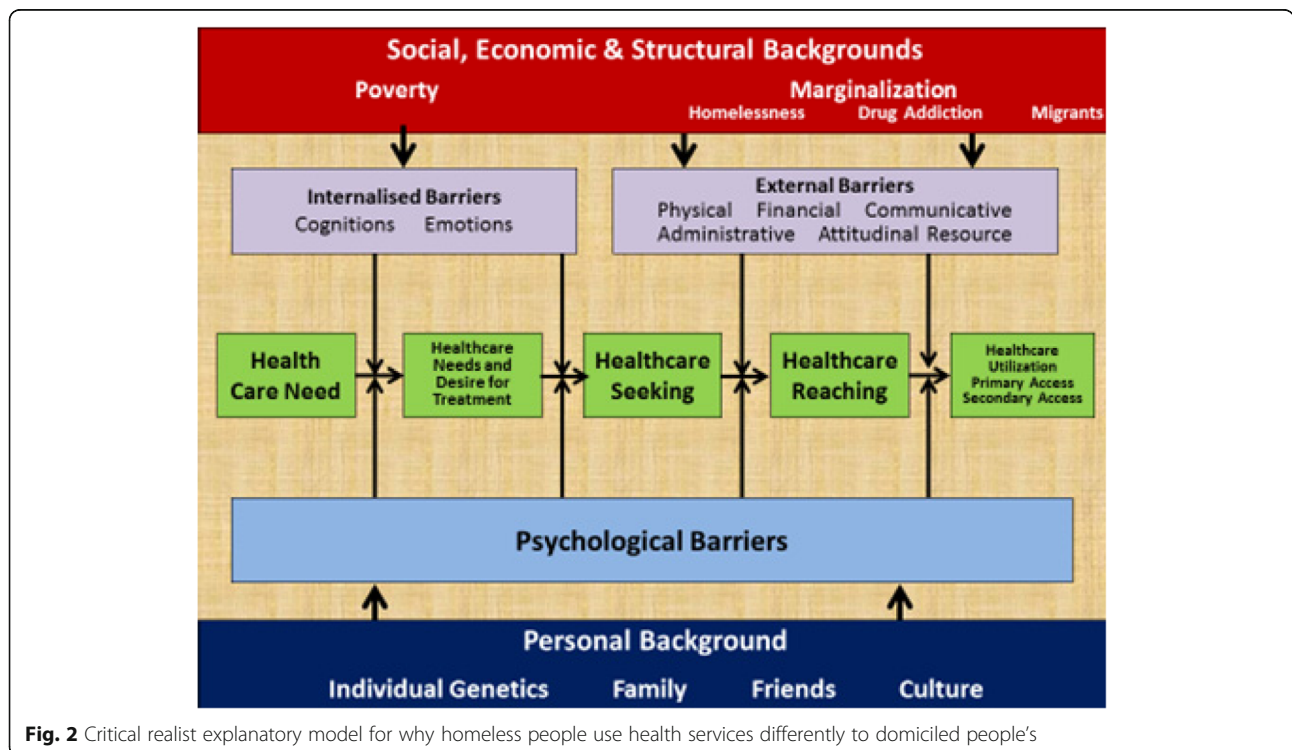 Social, Economic & Structural Backgrounds
Poverty
Marginalization
Homelessness Drug Addiction Migrants
Internalised Barriers
Cognitions Emotions
External Barriers
Physical Financial Communicative
Administrative Attitudinal Resource
Health
Care Need
Healthcare
Needs and
Desire for
Treatment
Healthcare
Seeking
Healthcare
Reaching
Healthcare
Utilization
Primary Access
Secondary Access
Psychological Barriers
Personal Background
Individual Genetics Family Friends Culture
Fig. 2 Critical realist explanatory model for why homeless people use health services differently to domiciled people's